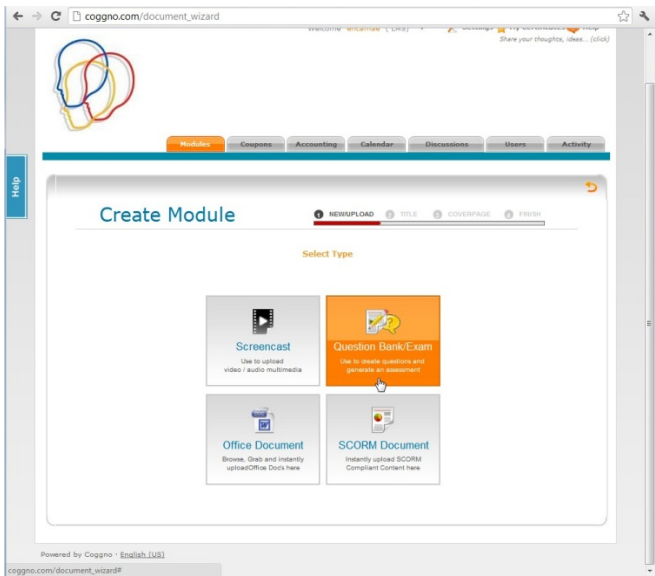 coggno.com/document_wizard
Share your thoughts, ideas... (click)
Modules Coupons Accounting Calendar Discussions Users Activity
Help
Create Module
NEW/UPLOAD TITLE COVERPAGE FINISH
Select Type
Screencast
Use to upload
video / audio multimedia
Question Bank/Exam
Use to create questions and
generate an assessment
Office Document
Browse, Grab and instantly
uploadOffice Docs here
SCORM Document
Instantly upload SCORM
Compliant Content here
Powered by Coggno · English (US)
coggno.com/document_wizard#